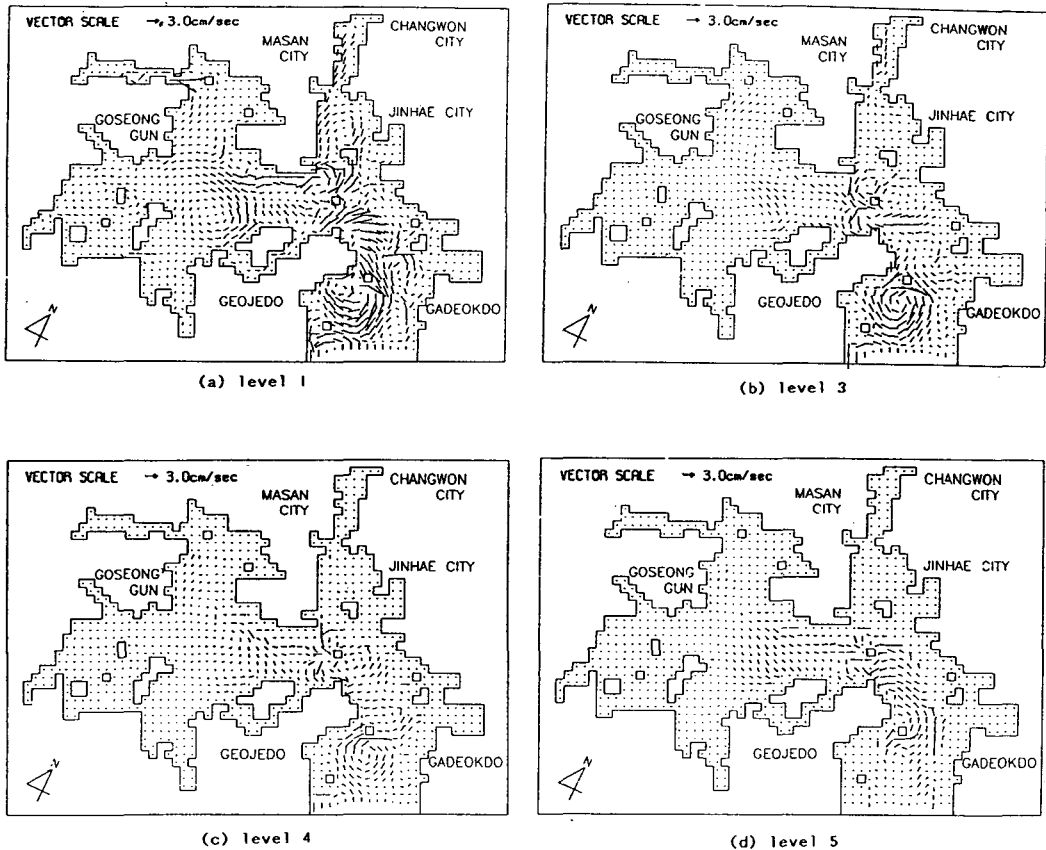 VECTOR SCALE → 3.0cm/sec
CHANGWON
CITY
MASAN
CITY
JINHAE CITY
GOSEONG
GUN
GEOJEDO
GADEOKDO
N
(a) level 1
VECTOR SCALE → 3.0cm/sec
CHANGWON
CITY
MASAN
CITY
JINHAE CITY
GOSEONG
GUN
GEOJEDO
GADEOKDO
N
(b) level 3
VECTOR SCALE → 3.0cm/sec
CHANGWON
CITY
MASAN
CITY
JINHAE CITY
GOSEONG
GUN
GEOJEDO
GADEOKDO
N
(c) level 4
VECTOR SCALE → 3.0cm/sec
CHANGWON
CITY
MASAN
CITY
JINHAE CITY
GOSEONG
GUN
GEOJEDO
GADEOKDO
N
(d) level 5